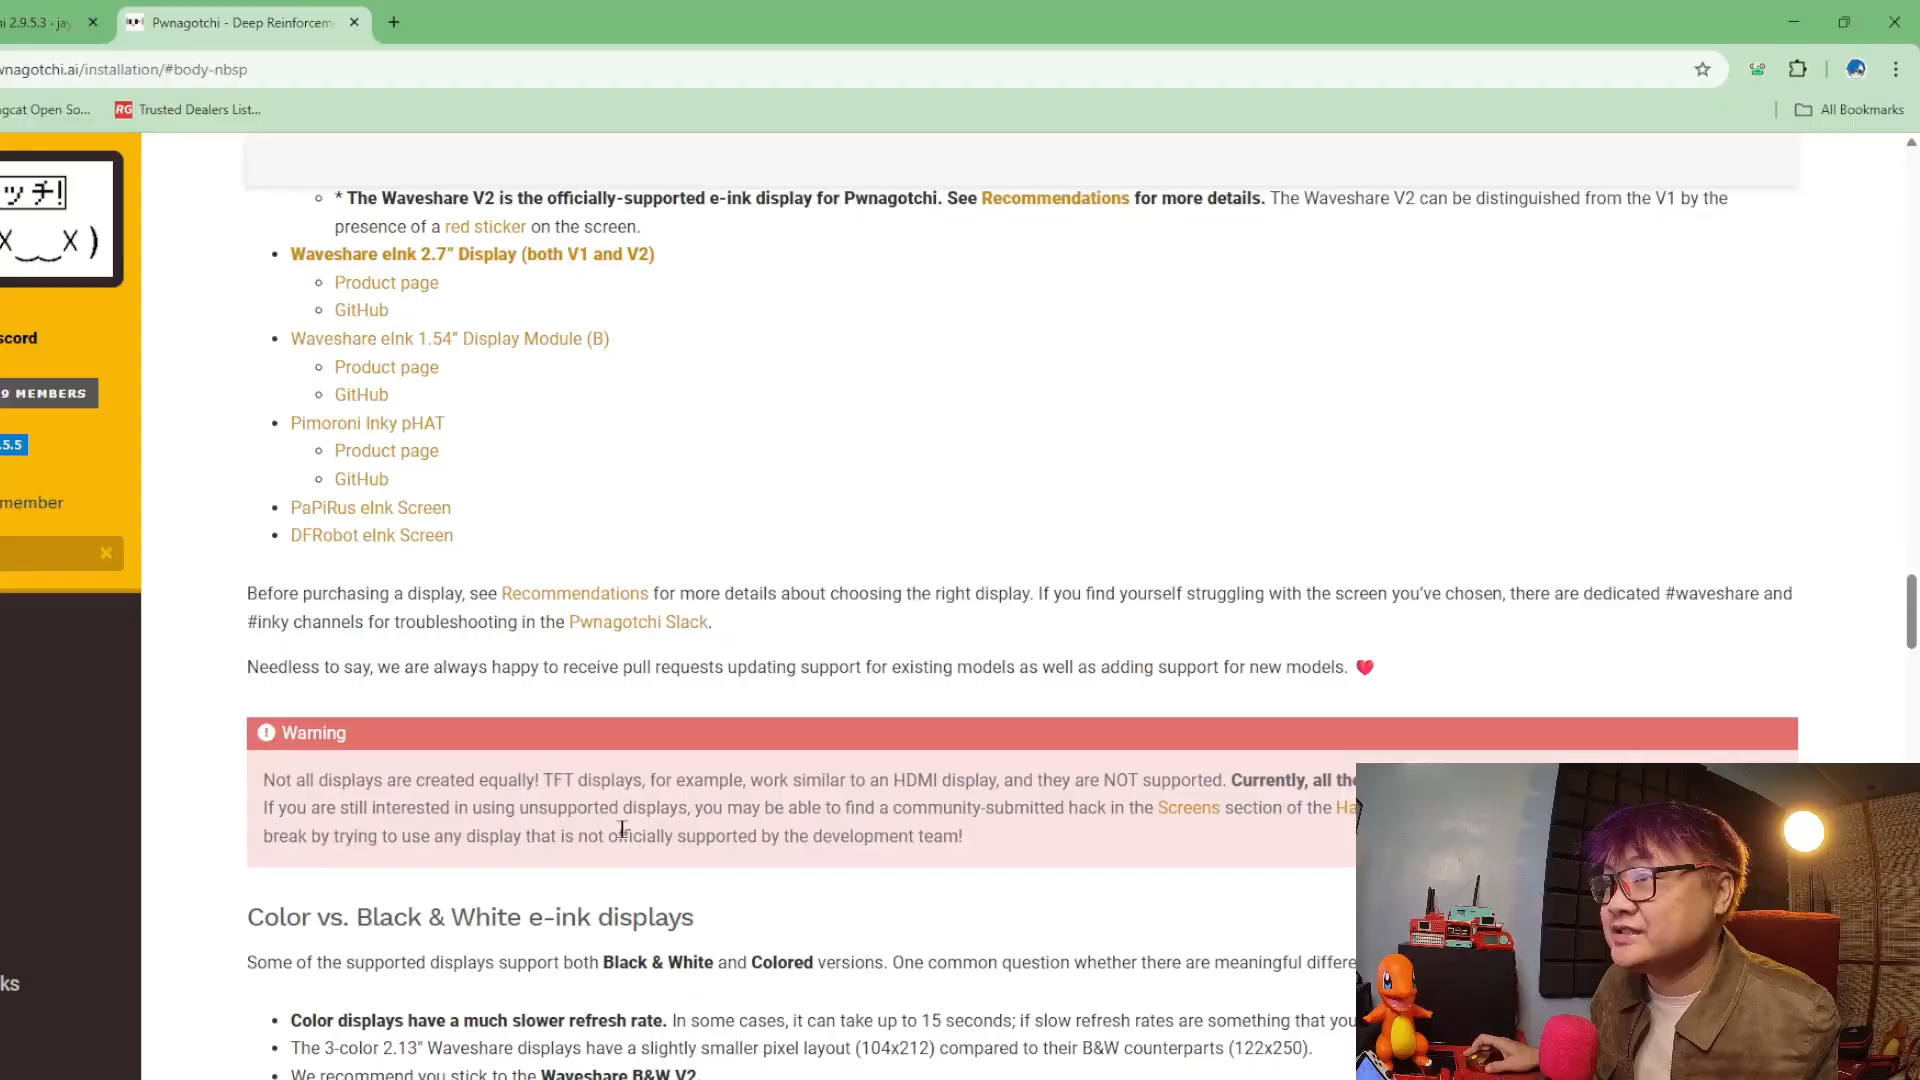 ni 2.9.5.3 - jay
Pwnagotchi - Deep Reinforcem
wnagotchi.ai/installation/#body-nbsp
gcat Open So...
RG Trusted Dealers List...
All Bookmarks
ッチ!
X X )
* The Waveshare V2 is the officially-supported e-ink display for Pwnagotchi. See Recommendations for more details. The Waveshare V2 can be distinguished from the V1 by the
presence of a red sticker on the screen.
Waveshare eInk 2.7” Display (both V1 and V2)
Product page
GitHub
Waveshare eInk 1.54” Display Module (B)
Product page
GitHub
Pimoroni Inky pHAT
Product page
GitHub
PaPiRus eInk Screen
DFRobot eInk Screen
scord
9 MEMBERS
.5.5
member
ks
Before purchasing a display, see Recommendations for more details about choosing the right display. If you find yourself struggling with the screen you’ve chosen, there are dedicated #waveshare and
#inky channels for troubleshooting in the Pwnagotchi Slack.
Needless to say, we are always happy to receive pull requests updating support for existing models as well as adding support for new models. ♥
Warning
Not all displays are created equally! TFT displays, for example, work similar to an HDMI display, and they are NOT supported. Currently, all the
If you are still interested in using unsupported displays, you may be able to find a community-submitted hack in the Screens section of the Ha
break by trying to use any display that is not officially supported by the development team!
Color vs. Black & White e-ink displays
Some of the supported displays support both Black & White and Colored versions. One common question whether there are meaningful differe
Color displays have a much slower refresh rate. In some cases, it can take up to 15 seconds; if slow refresh rates are something that you
The 3-color 2.13" Waveshare displays have a slightly smaller pixel layout (104x212) compared to their B&W counterparts (122x250).
We recommend you stick to the Waveshare B&W V2.